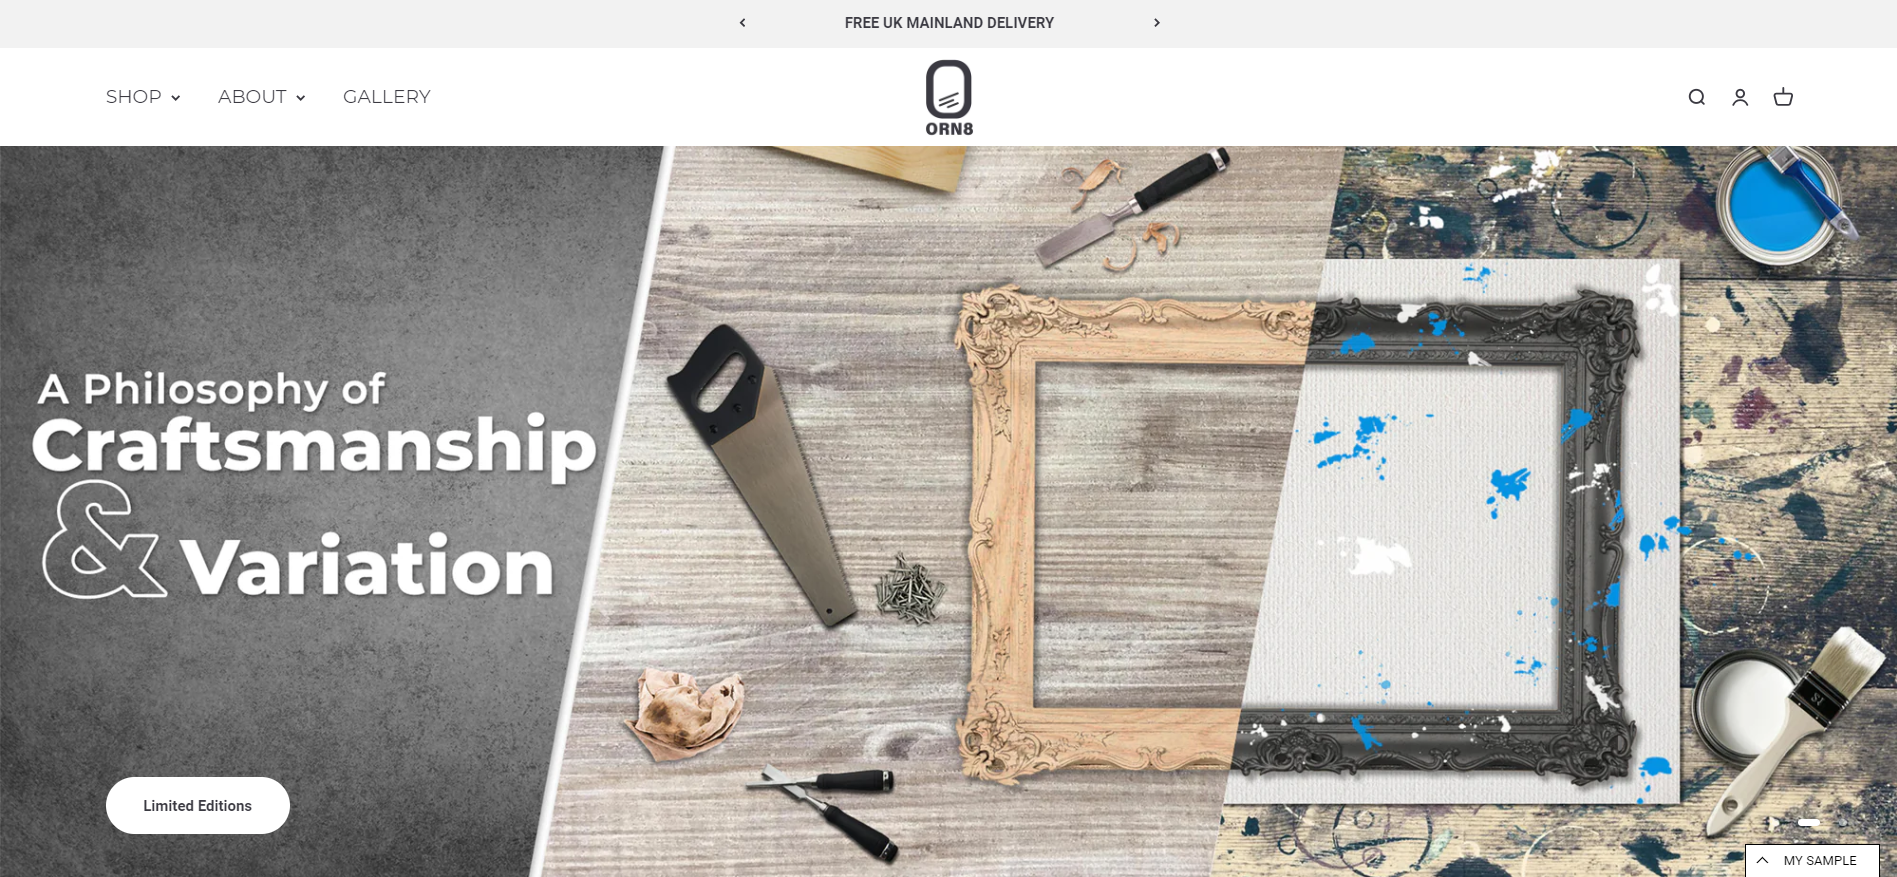 FREE UK MAINLAND DELIVERY
SHOP
ABOUT
GALLERY
ORN8
A Philosophy of
Craftsmanship
& Variation
Limited Editions
MY SAMPLE